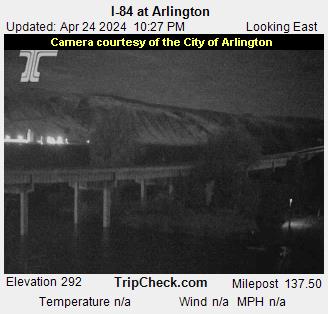 I-84 at Arlington
Updated: Apr 24 2024 10:27 PM Looking East
Camera courtesy of the City of Arlington
Elevation 292 TripCheck.com Milepost 137.50
Temperature n/a Wind n/a MPH n/a